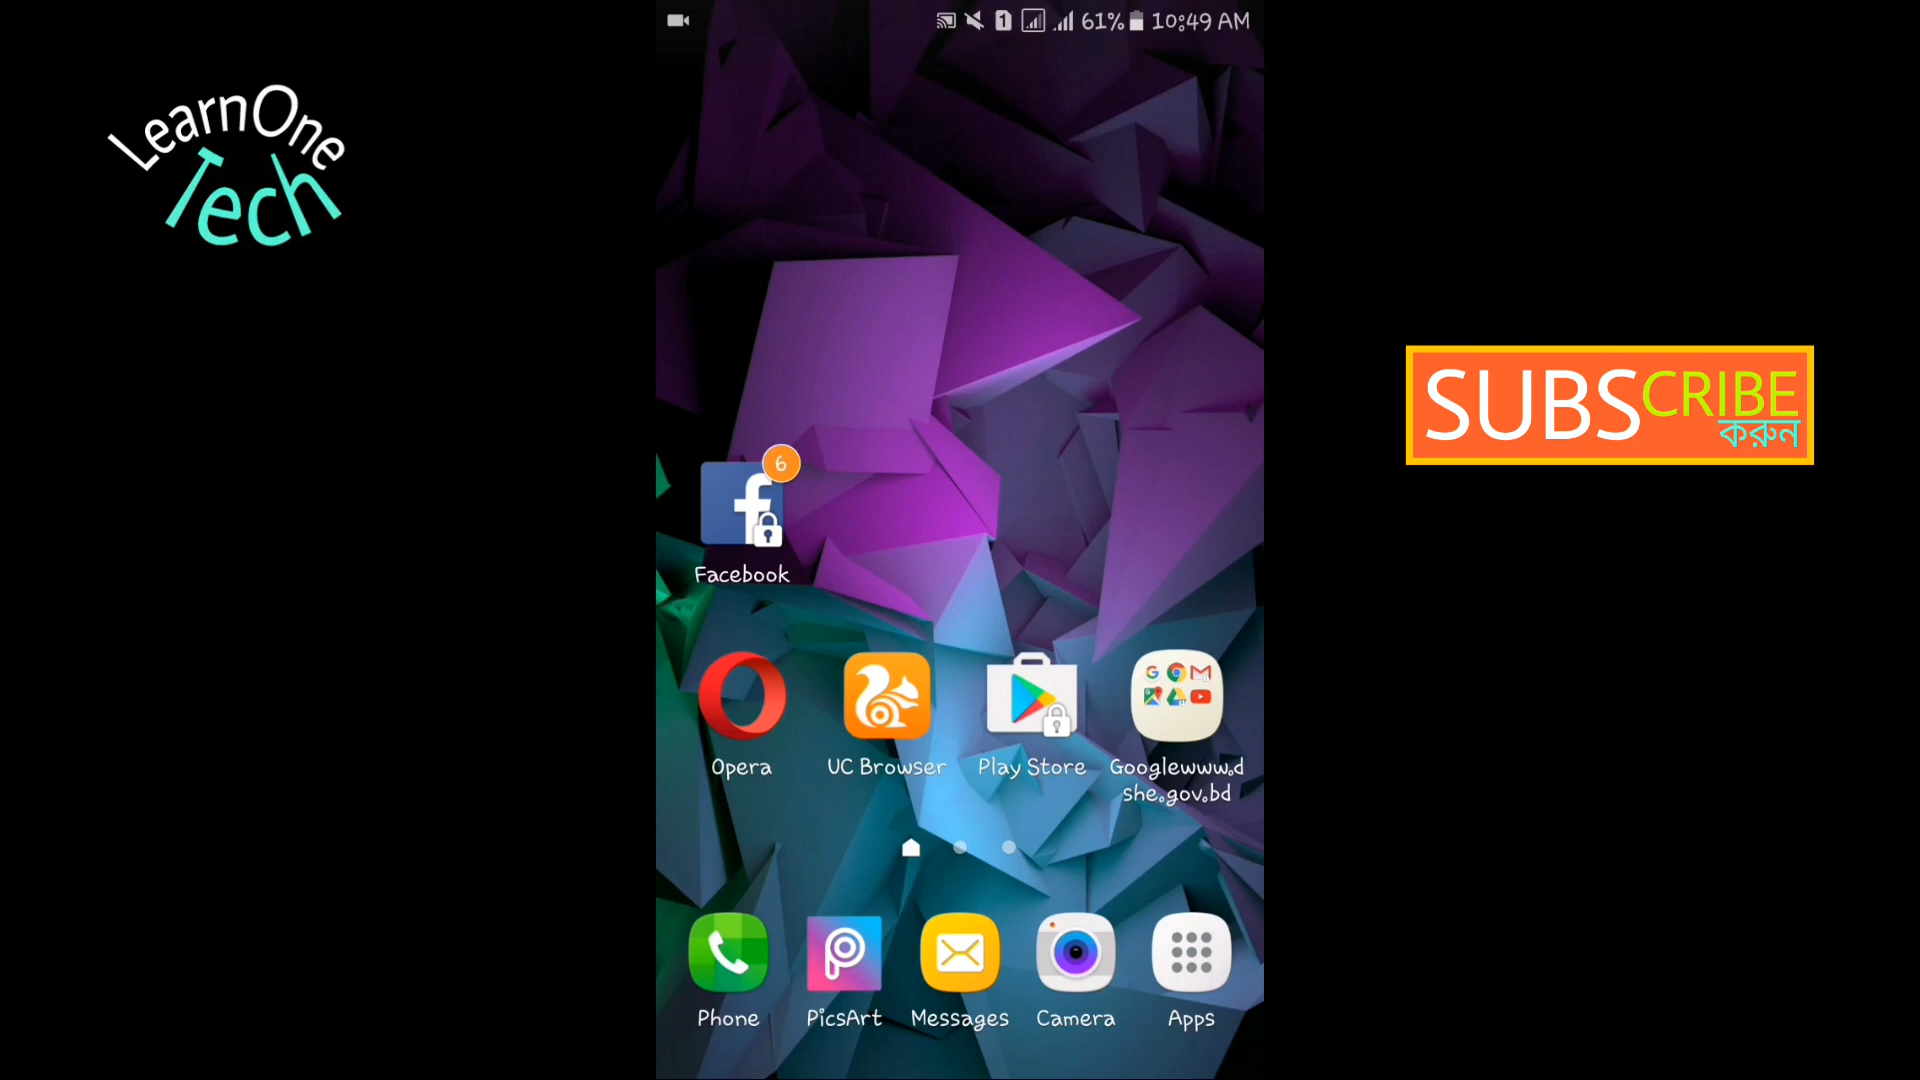 LearnOne
Tech
1
61%
10:49 AM
SUBSCRIBE
করুন
6
Facebook
Opera
UC Browser
Play Store
Googlewww.d
she.gov.bd
Phone
PicsArt
Messages
Camera
Apps